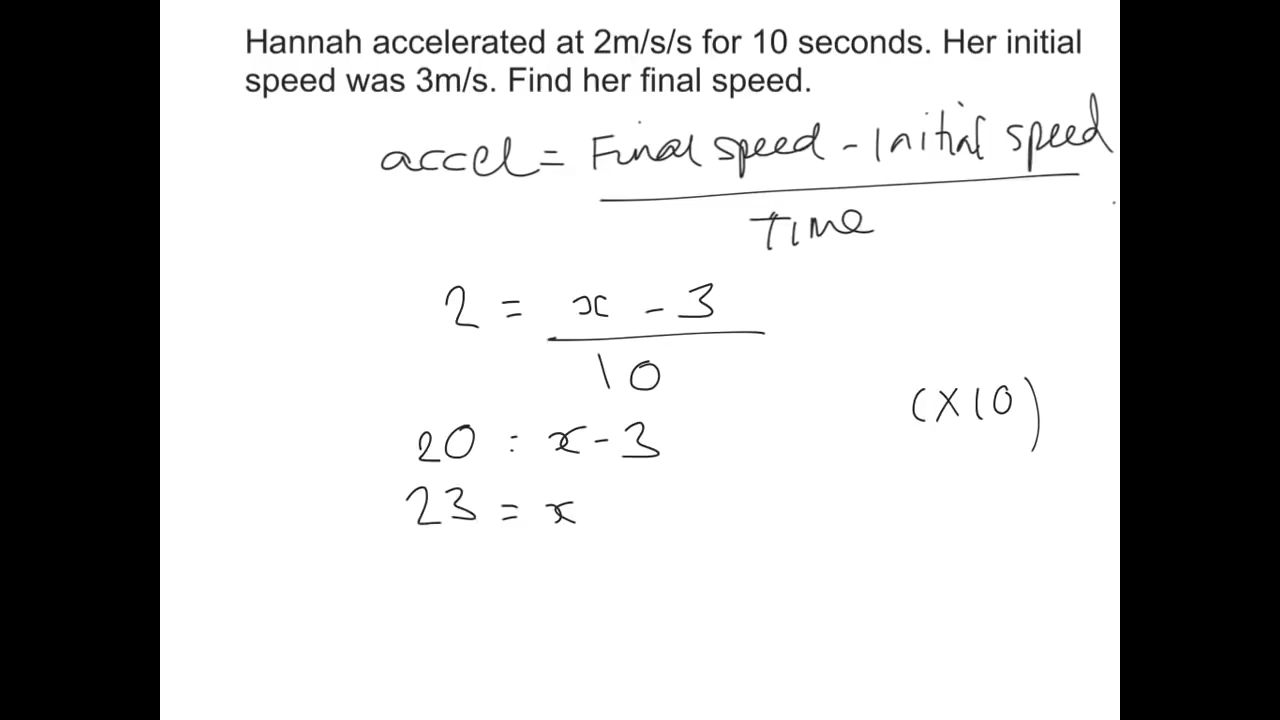 Hannah accelerated at 2m/s/s for 10 seconds. Her initial
speed was 3m/s. Find her final speed.
accel = Final speed - Initial speed
Time
2 = x - 3
10
(x10)
20 = x - 3
23 = x